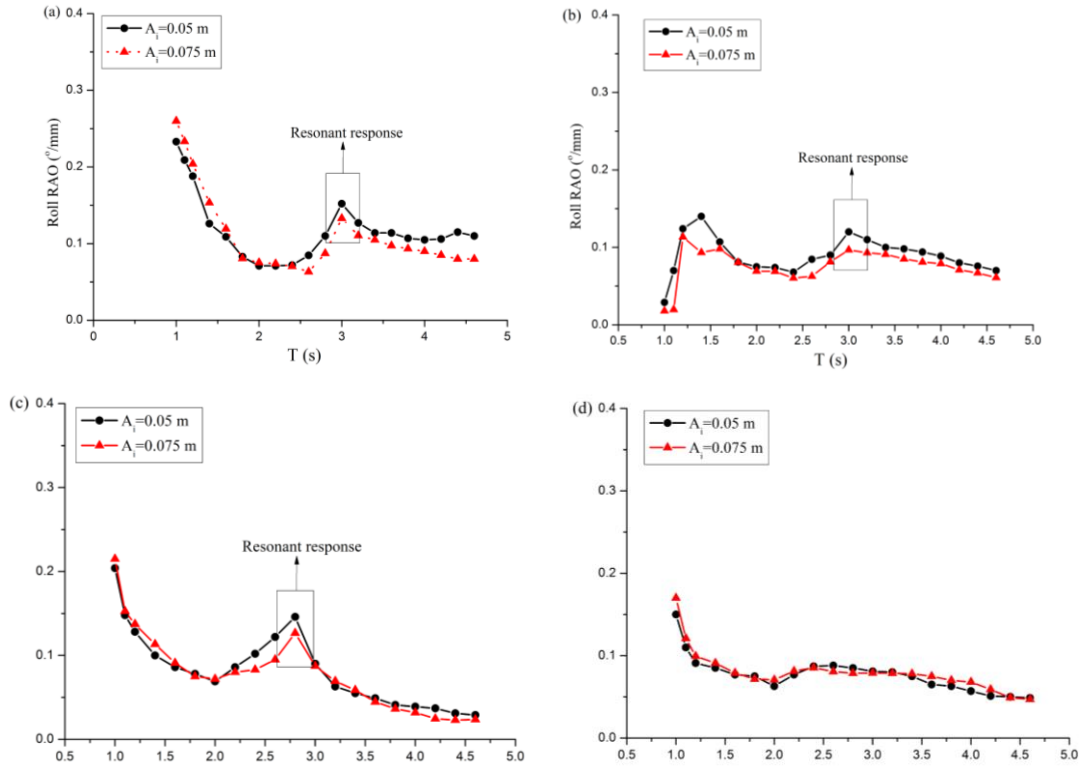 (a)
A_i=0.05 m
A_i=0.075 m
Resonant response
Roll RAO (°/mm)
0.4
0.3
0.2
0.1
0.0
0 1 2 3 4 5
T (s)
(b)
A_i=0.05 m
A_i=0.075 m
Resonant response
Roll RAO (°/mm)
0.4
0.3
0.2
0.1
0.0
0.5 1.0 1.5 2.0 2.5 3.0 3.5 4.0 4.5 5.0
T (s)
(c)
A_i=0.05 m
A_i=0.075 m
Resonant response
0.4
0.3
0.2
0.1
0.0
0.5 1.0 1.5 2.0 2.5 3.0 3.5 4.0 4.5 5.0
(d)
A_i=0.05 m
A_i=0.075 m
0.4
0.3
0.2
0.1
0.0
0.5 1.0 1.5 2.0 2.5 3.0 3.5 4.0 4.5 5.0